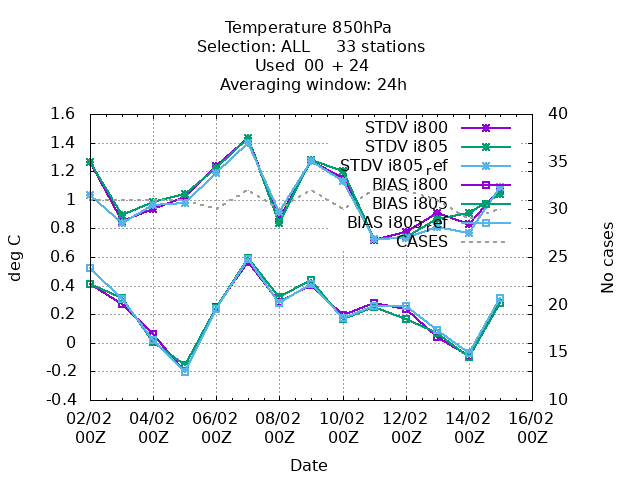 Temperature 850hPa
Selection: ALL 33 stations
Used 00 + 24
Averaging window: 24h
1.6
1.4
1.2
1
0.8
0.6
0.4
0.2
0
-0.2
-0.4
deg C
40
35
30
25
20
15
10
No cases
STDV i800
STDV i805
STDV i805ref
BIAS i800
BIAS i805
BIAS i805ref
CASES
02/02 04/02 06/02 08/02 10/02 12/02 14/02 16/02
00Z 00Z 00Z 00Z 00Z 00Z 00Z 00Z
Date